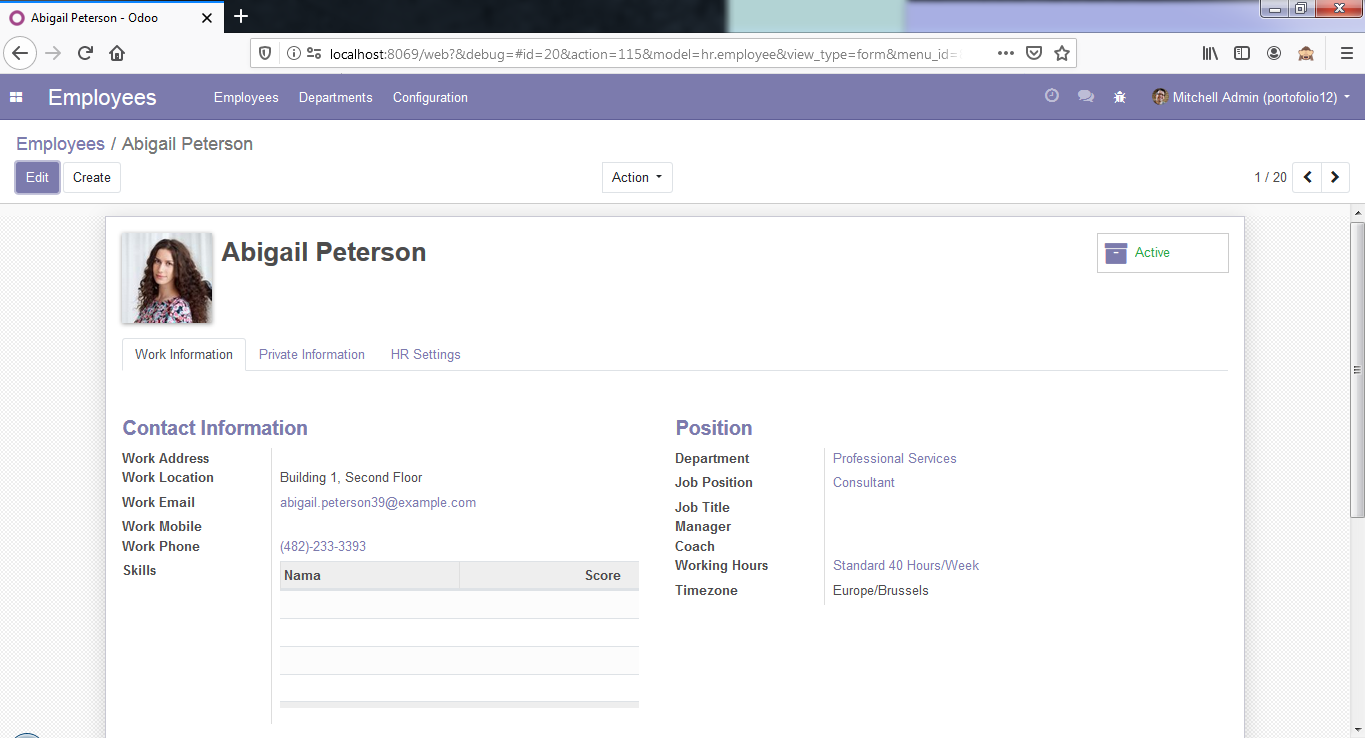 Abigail Peterson - Odoo
localhost:8069/web?&debug=#id=20&action=115&model=hr.employee&view_type=form&menu_id=
Employees Employees Departments Configuration Mitchell Admin (portofolio12)
Employees / Abigail Peterson
Edit Create Action 1 / 20
Abigail Peterson
Active
Work Information Private Information HR Settings
Contact Information
Work Address
Work Location Building 1, Second Floor
Work Email abigail.peterson39@example.com
Work Mobile
Work Phone (482)-233-3393
Skills
Nama Score
Position
Department Professional Services
Job Position Consultant
Job Title
Manager
Coach
Working Hours Standard 40 Hours/Week
Timezone Europe/Brussels